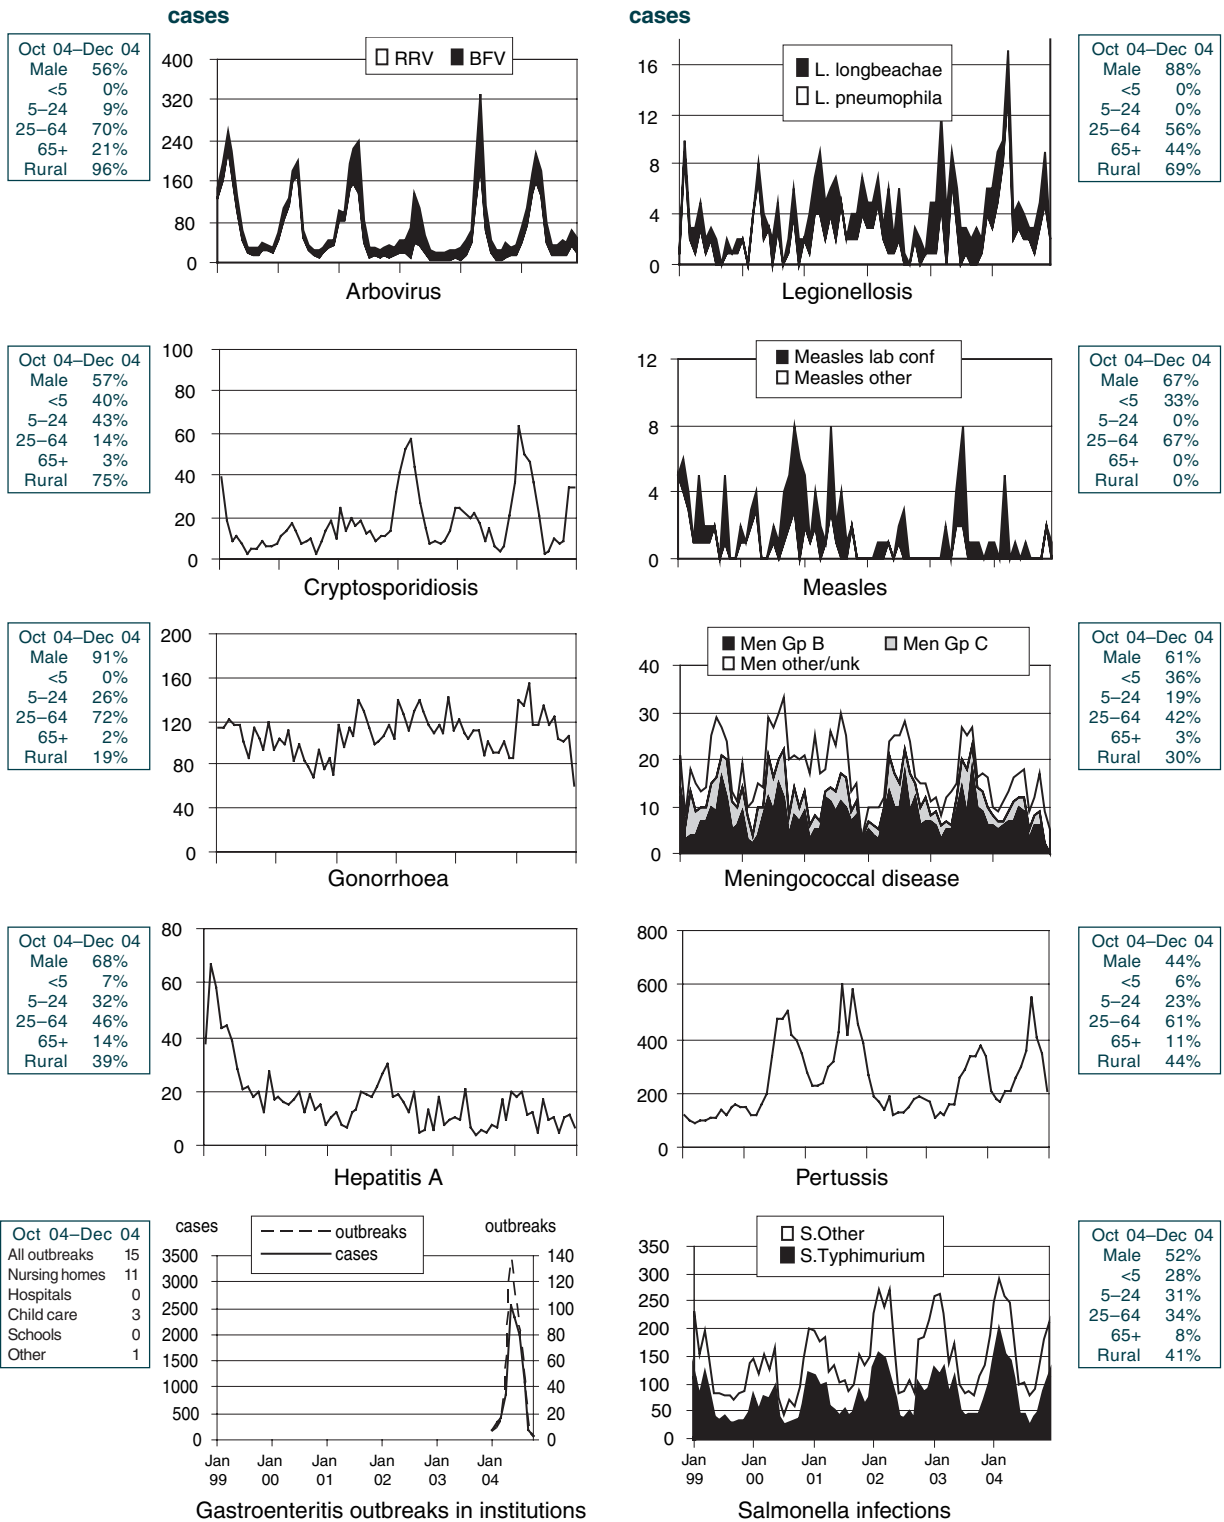 cases
Oct 04–Dec 04
Male 56%
<5 0%
5–24 9%
25–64 70%
65+ 21%
Rural 96%
400
320
240
160
80
0
RRV BFV
Arbovirus
cases
16
12
8
4
0
L. longbeachae
L. pneumophila
Legionellosis
Oct 04–Dec 04
Male 88%
<5 0%
5–24 0%
25–64 56%
65+ 44%
Rural 69%
Oct 04–Dec 04
Male 57%
<5 40%
5–24 43%
25–64 14%
65+ 3%
Rural 75%
100
80
60
40
20
0
Cryptosporidiosis
12
8
4
0
Measles lab conf
Measles other
Measles
Oct 04–Dec 04
Male 67%
<5 33%
5–24 0%
25–64 67%
65+ 0%
Rural 0%
Oct 04–Dec 04
Male 91%
<5 0%
5–24 26%
25–64 72%
65+ 2%
Rural 19%
200
160
120
80
40
0
Gonorrhoea
40
30
20
10
0
Men Gp B Men Gp C
Men other/unk
Meningococcal disease
Oct 04–Dec 04
Male 61%
<5 36%
5–24 19%
25–64 42%
65+ 3%
Rural 30%
Oct 04–Dec 04
Male 68%
<5 7%
5–24 32%
25–64 46%
65+ 14%
Rural 39%
80
60
40
20
0
Hepatitis A
800
600
400
200
0
Pertussis
Oct 04–Dec 04
Male 44%
<5 6%
5–24 23%
25–64 61%
65+ 11%
Rural 44%
Oct 04–Dec 04
All outbreaks 15
Nursing homes 11
Hospitals 0
Child care 3
Schools 0
Other 1
cases
3500
3000
2500
2000
1500
1000
500
0
outbreaks
cases
outbreaks
140
120
100
80
60
40
20
0
Jan Jan Jan Jan Jan Jan
99 00 01 02 03 04
Gastroenteritis outbreaks in institutions
350
300
250
200
150
100
50
0
S.Other
S.Typhimurium
Jan Jan Jan Jan Jan Jan
99 00 01 02 03 04
Salmonella infections
Oct 04–Dec 04
Male 52%
<5 28%
5–24 31%
25–64 34%
65+ 8%
Rural 41%